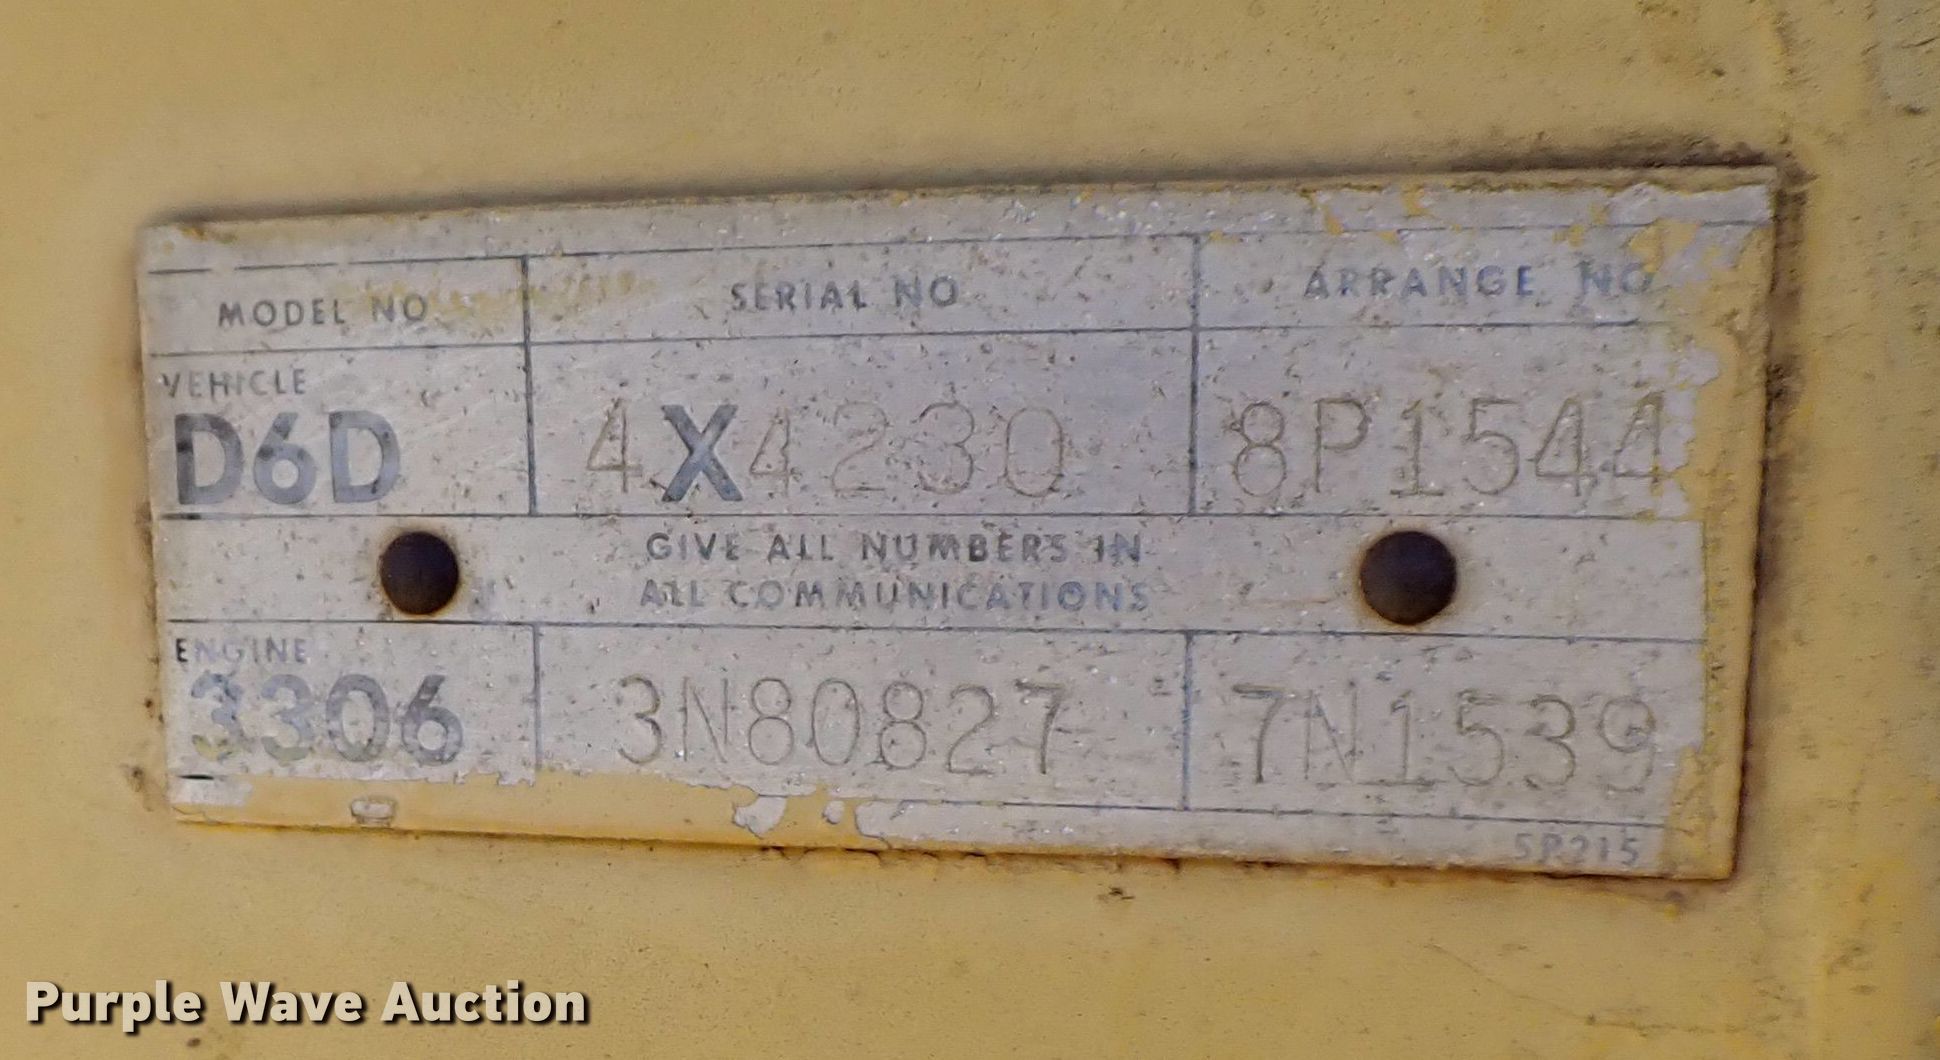 MODEL NO. SERIAL NO. ARRANGE NO.
VEHICLE
D6D 4X4230 8P1544
GIVE ALL NUMBERS IN
ALL COMMUNICATIONS
ENGINE
3306 3N80827 7N1539
5P215
Purple Wave Auction